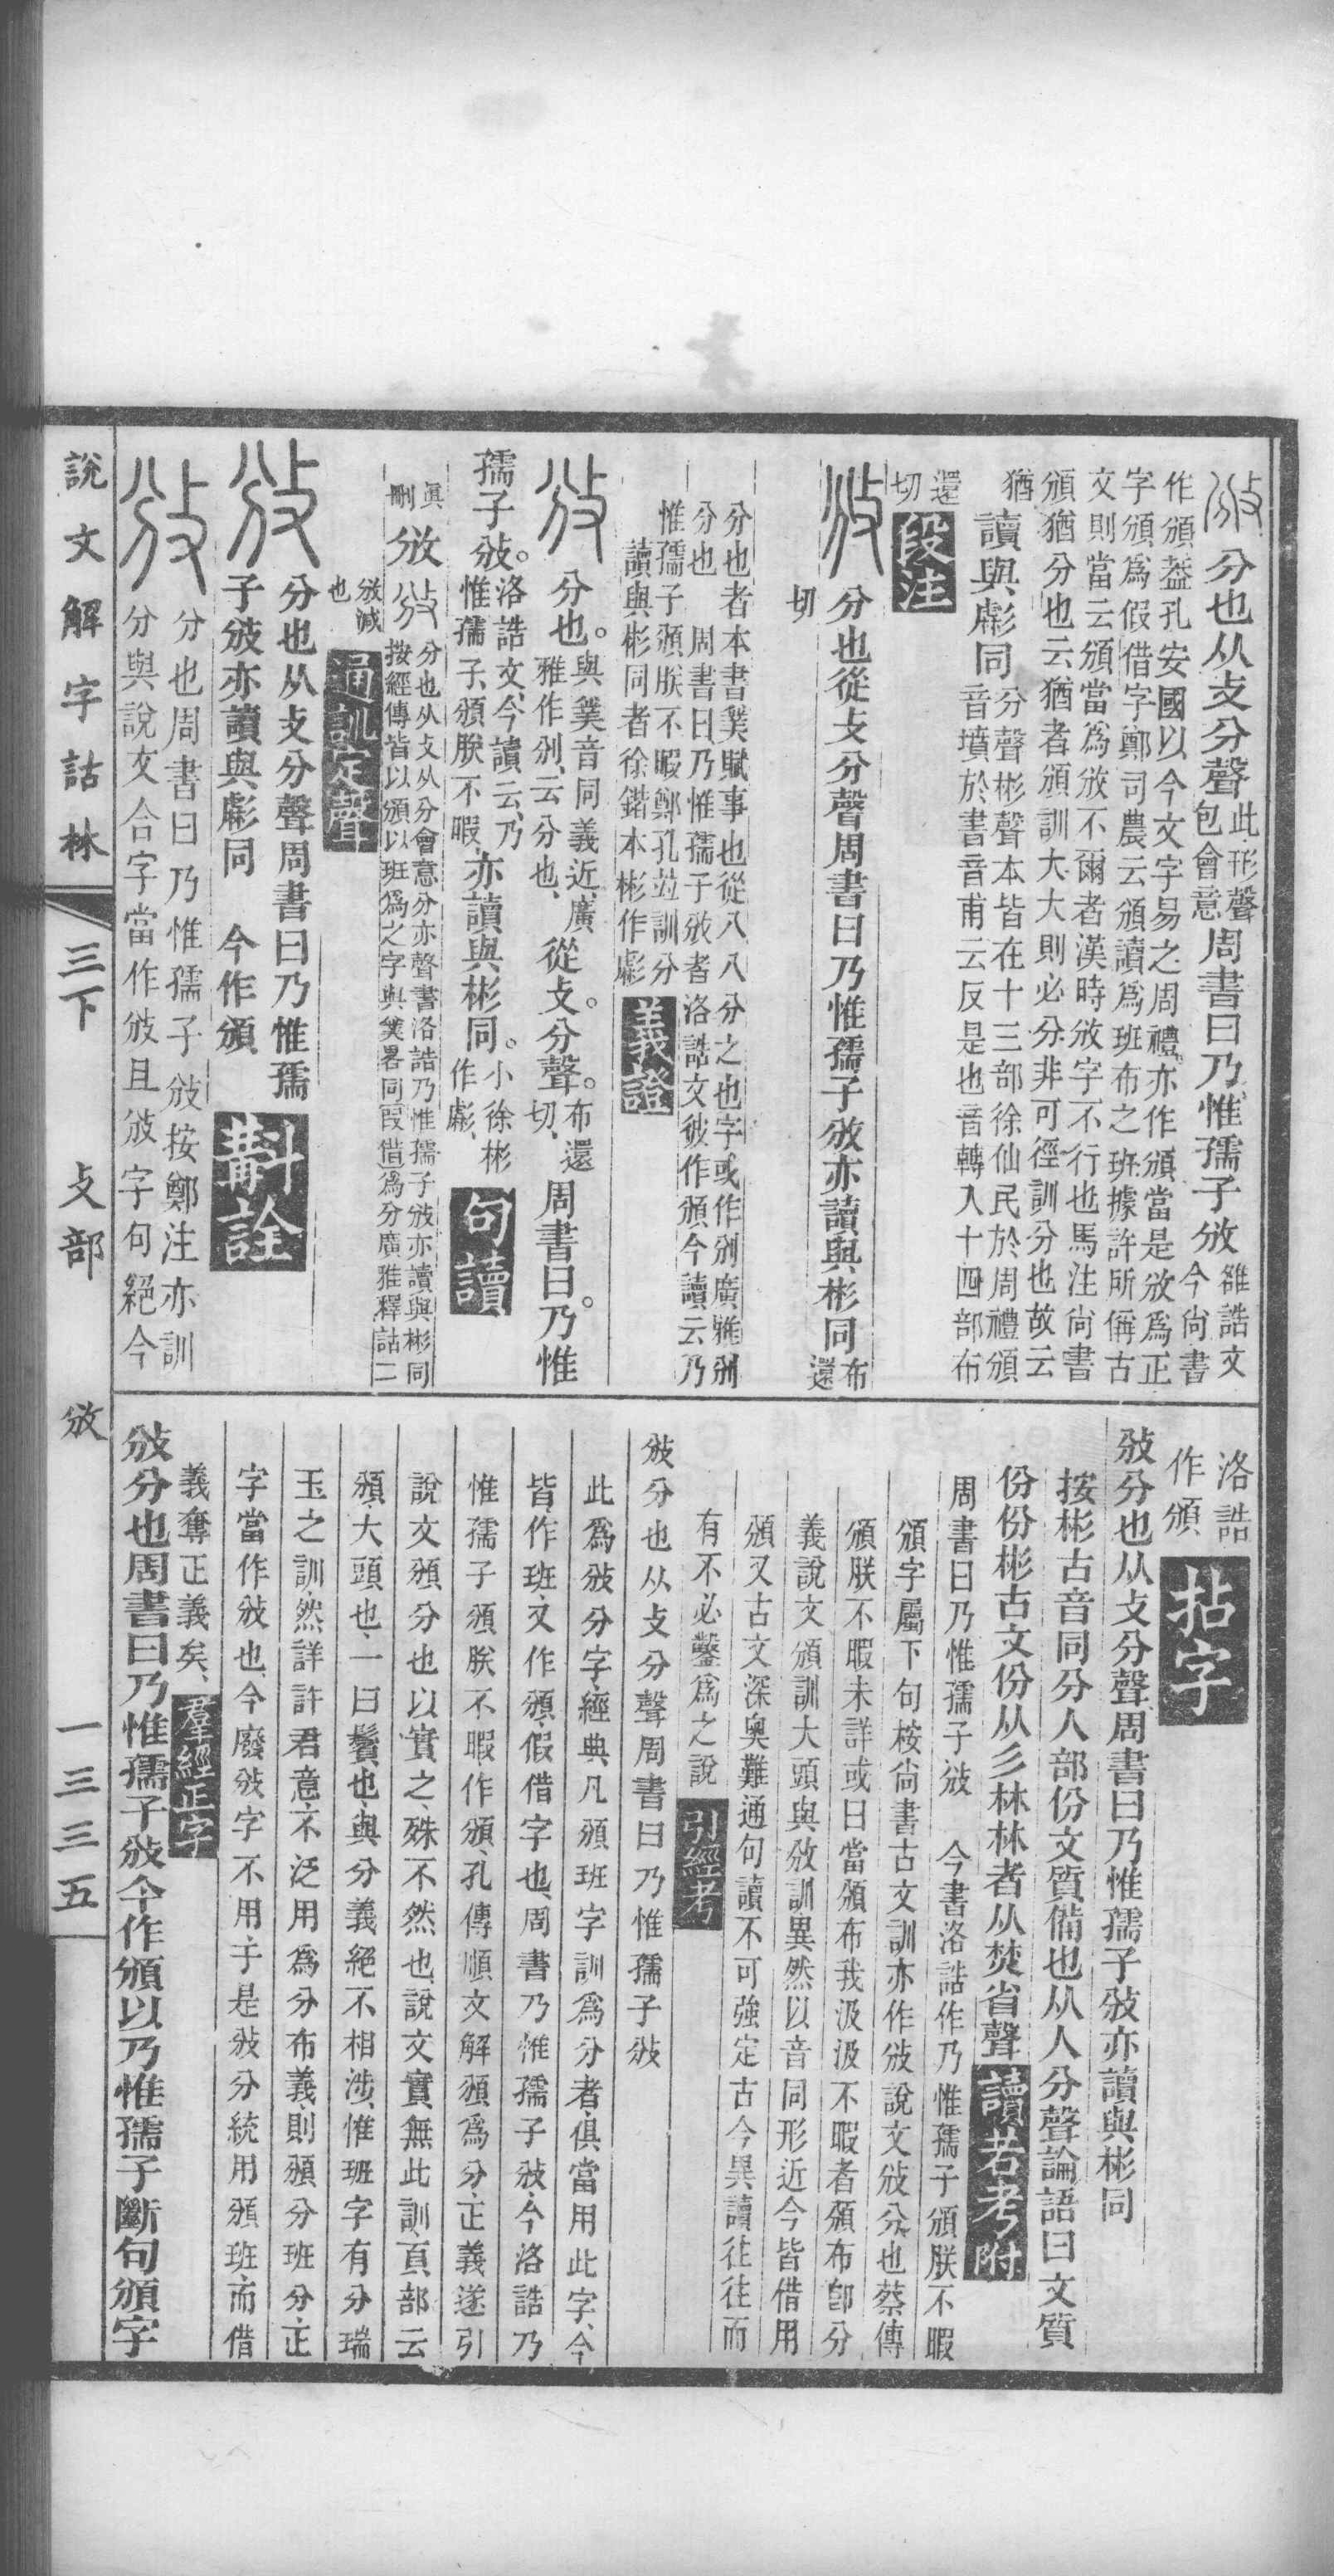 分也从攴分聲此形聲
包會意周書曰乃惟孺子攽雒誥文
今尚書
作頒葢孔安國以今文字易之周禮亦作頒當是攽爲正
字頒爲假借字鄭司農云頒讀爲班布之班據許所偁古
文則當云頒當爲攽不爾者漢時攽字不行也馬注尚書
頒猶分也云猶者頒訓大大則必分非可徑訓分也故云
猶
讀與虨同分聲彬聲本皆在十三部徐仙民於周禮頒
音墳於書音甫云反是也音轉入十四部布
還
切段注
分也從攴分聲周書曰乃惟孺子攽亦讀與彬同布
還
切
分也者本書䉼賦事也從八八分之也字或作𠛰廣雅𠛰
分也 周書曰乃惟孺子攽者洛誥文彼作頒今讀云乃
惟孺子頒朕不暇鄭孔竝訓分
讀與彬同者徐鍇本彬作虨義證
分也。與䉼音同義近廣
雅作𠛰、云分也、從攴。分聲。布還
切、周書曰。乃惟
孺子攽。洛誥文、今讀云、乃
惟孺子、頒朕不暇、亦讀與彬同。小徐彬
作虨、句讀
分也从攴从分會意分亦聲書洛誥乃惟孺子攽亦讀與彬同
按經傳皆以頒以班爲之字與䉼畧同叚借爲分廣雅釋詁二
攽減
也通訓定聲
分也从攴分聲周書曰乃惟孺
子攽亦讀與虨同 今作頒斠詮
分也周書曰乃惟孺子攽按鄭注亦訓
分與說文合字當作攽且攽字句絕今
說文解字詁林 三下 攴部 攽 一三三五
洛誥
作頒拈字
攽分也从攴分聲周書曰乃惟孺子攽亦讀與彬同
按彬古音同分人部份文質備也从人分聲論語曰文質
份份彬古文份从彡林林者从焚省聲讀若考附
周書曰乃惟孺子攽 今書洛誥作乃惟孺子頒朕不暇
頒字屬下句桉尚書古文訓亦作攽說文攽分也蔡傳
頒朕不暇未詳或曰當頒布我汲汲不暇者頒布卽分
義說文頒訓大頭與攽訓異然以音同形近今皆借用
頒又古文深奥難通句讀不可強定古今異讀往往而
有不必鑿爲之說引經考
攽分也从攴分聲周書曰乃惟孺子攽
此爲攽分字、經典凡頒班字訓爲分者、俱當用此字、今
皆作班、又作頒、假借字也、周書乃惟孺子攽、今洛誥乃
惟孺子頒朕不暇作頒、孔傳順文解頒爲分、正義遂引
說文頒分也以實之、殊不然也、說文實無此訓、頁部云
頒、大頭也、一曰鬢也、與分義絕不相涉、惟班字有分瑞
玉之訓、然詳許君意、不泛用爲分布義、則頒分班分、正
字當作攽也、今廢攽字不用、于是攽分統用頒班、而借
義奪正義矣、羣經正字
攽分也周書曰乃惟孺子攽今作頒以乃惟孺子斷句頒字